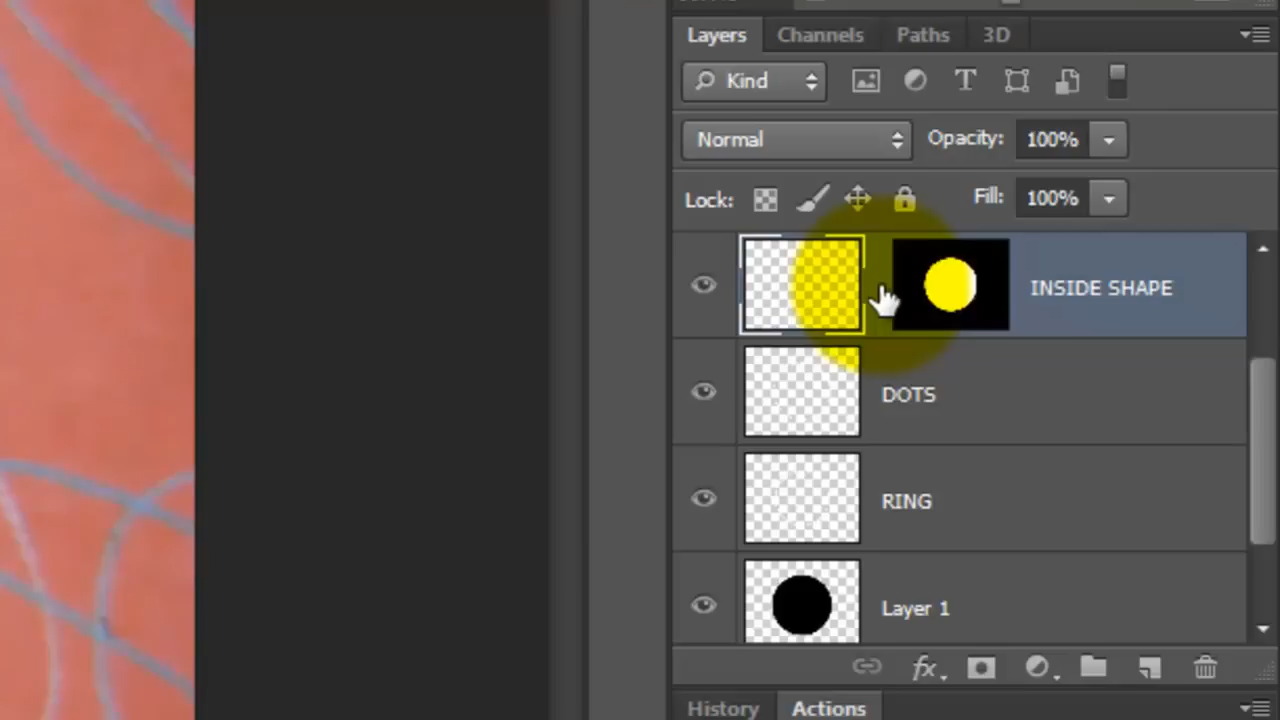 Layers Channels Paths 3D
Kind
Normal Opacity: 100%
Lock: Fill: 100%
INSIDE SHAPE
DOTS
RING
Layer 1
fx
History Actions